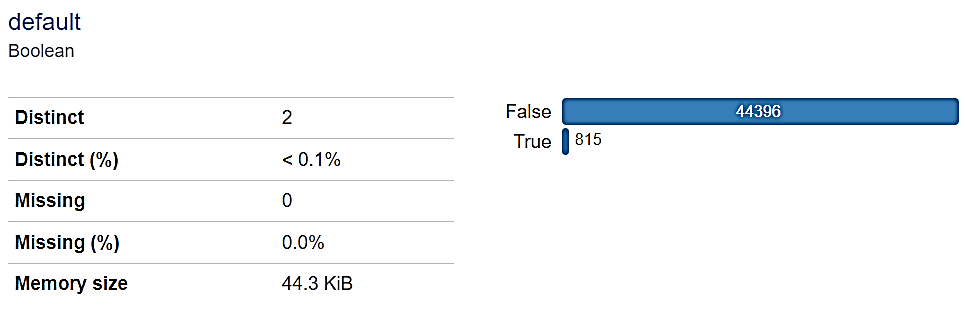 default
Boolean
Distinct 2
Distinct (%) < 0.1%
Missing 0
Missing (%) 0.0%
Memory size 44.3 KiB
False 44396
True 815